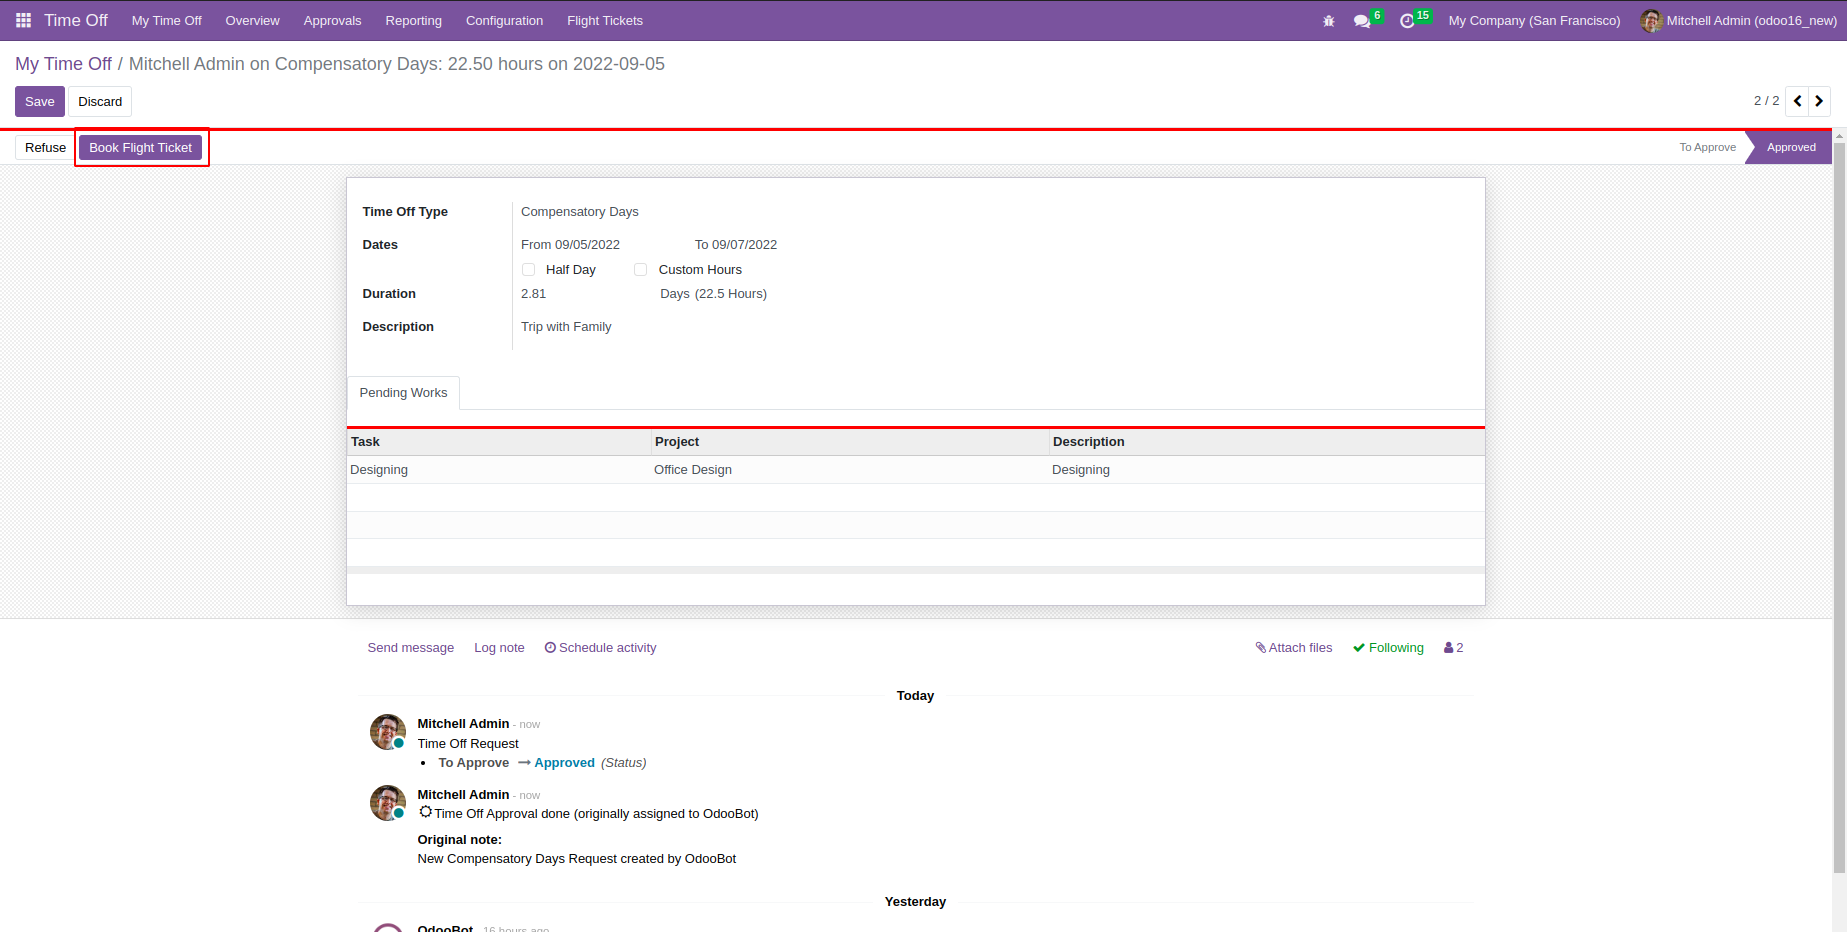 Time Off My Time Off Overview Approvals Reporting Configuration Flight Tickets 6 15 My Company (San Francisco) Mitchell Admin (odoo16_new)
My Time Off / Mitchell Admin on Compensatory Days: 22.50 hours on 2022-09-05
Save Discard 2 / 2
Refuse Book Flight Ticket To Approve Approved
Time Off Type Compensatory Days
Dates From 09/05/2022 To 09/07/2022
Half Day Custom Hours
Duration 2.81 Days (22.5 Hours)
Description Trip with Family
Pending Works
Task Project Description
Designing Office Design Designing
Send message Log note Schedule activity Attach files Following 2
Today
Mitchell Admin - now
Time Off Request
• To Approve → Approved (Status)
Mitchell Admin - now
Time Off Approval done (originally assigned to OdooBot)
Original note:
New Compensatory Days Request created by OdooBot
Yesterday
OdooBot - 16 hours ago